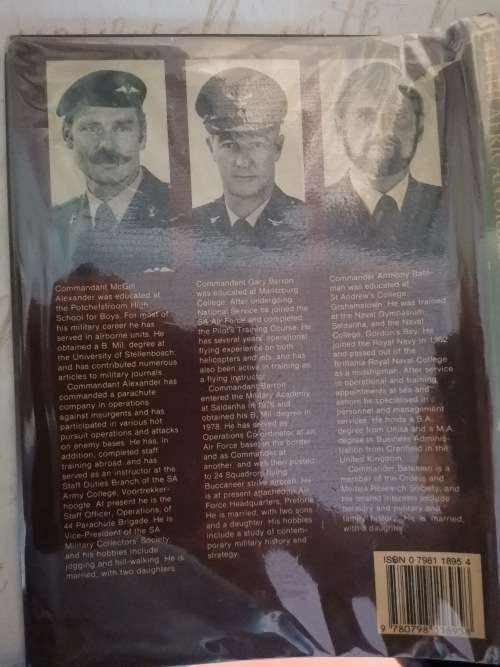 Commandant McGill
Alexander was educated at
the Potchefstroom High
School for Boys. For most of
his military career he has
served in airborne units. He
obtained a B. Mil. degree at
the University of Stellenbosch
and has contributed numerous
articles to military journals.
Commandant Alexander has
commanded a parachute
company in operations
against insurgents and has
participated in various hot
pursuit operations and attacks
on enemy bases. He has, in
addition, completed staff
training abroad, and has
served as an instructor at the
Staff Duties Branch of the SA
Army College, Voortrekker-
hoogte. At present he is the
Staff Officer, Operations, of
44 Parachute Brigade. He is
Vice-President of the SA
Military Collectors' Society,
and his hobbies include
jogging and hill-walking. He is
married, with two daughters.
Commandant Gary Barron
was educated at Maritzburg
College. After undergoing
National Service he joined the
SA Air Force and completed
the Pilot's Training Course. He
has several years' operational
flying experience on both
helicopters and jets, and has
also been active in training as
a flying instructor.
Commandant Barron
entered the Military Academy
at Saldanha in 1976 and
obtained his B. Mil. degree in
1978. He has served as
Operations Co-ordinator at an
Air Force base on the border
and as Commander at
another, and was then posted
to 24 Squadron flying
Buccaneer strike aircraft. He
is at present attached to Air
Force Headquarters, Pretoria.
He is married, with two sons
and a daughter. His hobbies
include a study of contem-
porary military history and
strategy.
Commander Anthony Bate-
man was educated at
St Andrew's College,
Grahamstown. He was trained
at the Naval Gymnasium,
Saldanha, and the Naval
College, Gordon's Bay. He
joined the Royal Navy in 1962
and passed out of the
Britannia Royal Naval College
as a midshipman. After service
in operational and training
appointments at sea and
ashore he specialised in
personnel and management
services. He holds a B.A.
degree from Unisa and a M.A.
degree in Business Adminis-
tration from Cranfield in the
United Kingdom.
Commander Bateman is a
member of the Orders and
Medals Research Society, and
his related interests include
heraldry and military and
family history. He is married,
with a daughter.
ISBN 0 7981 1895 4
9 780798 118958